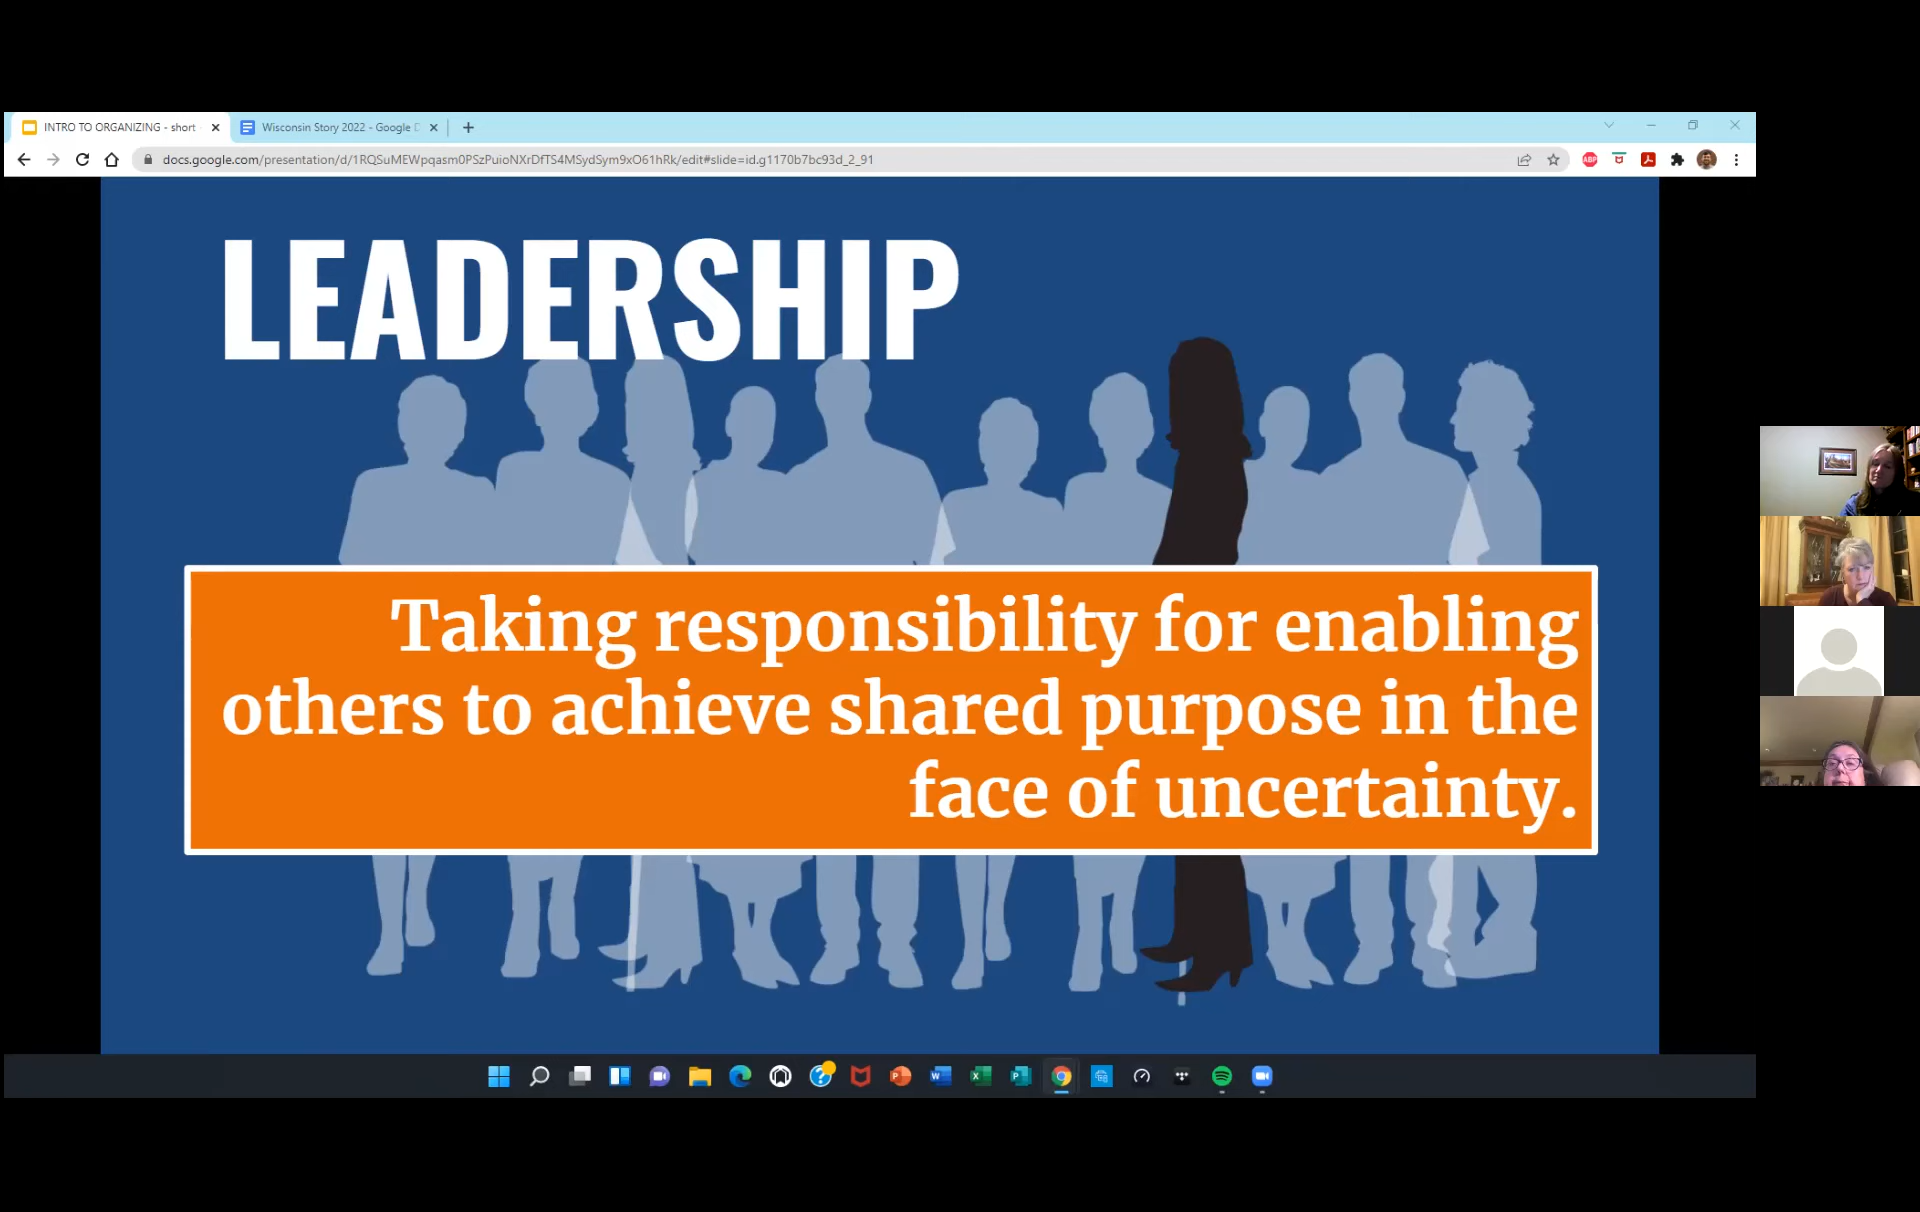 INTRO TO ORGANIZING - short
Wisconsin Story 2022 - Google D
docs.google.com/presentation/d/1RQSuMEWpqasm0PSzPuioNXrDfTS4MSydSym9xO61hRk/edit#slide=id.g1170b7bc93d_2_91
ABP
LEADERSHIP
Taking responsibility for enabling
others to achieve shared purpose in the
face of uncertainty.